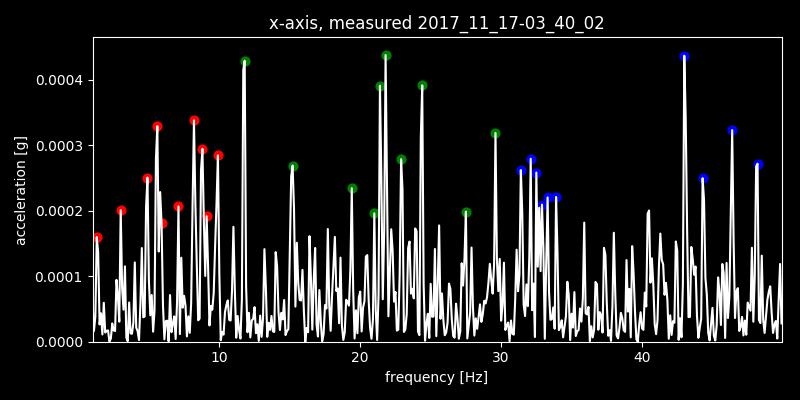 x-axis, measured 2017_11_17-03_40_02
acceleration [g]
0.0004
0.0003
0.0002
0.0001
0.0000
10 20 30 40
frequency [Hz]